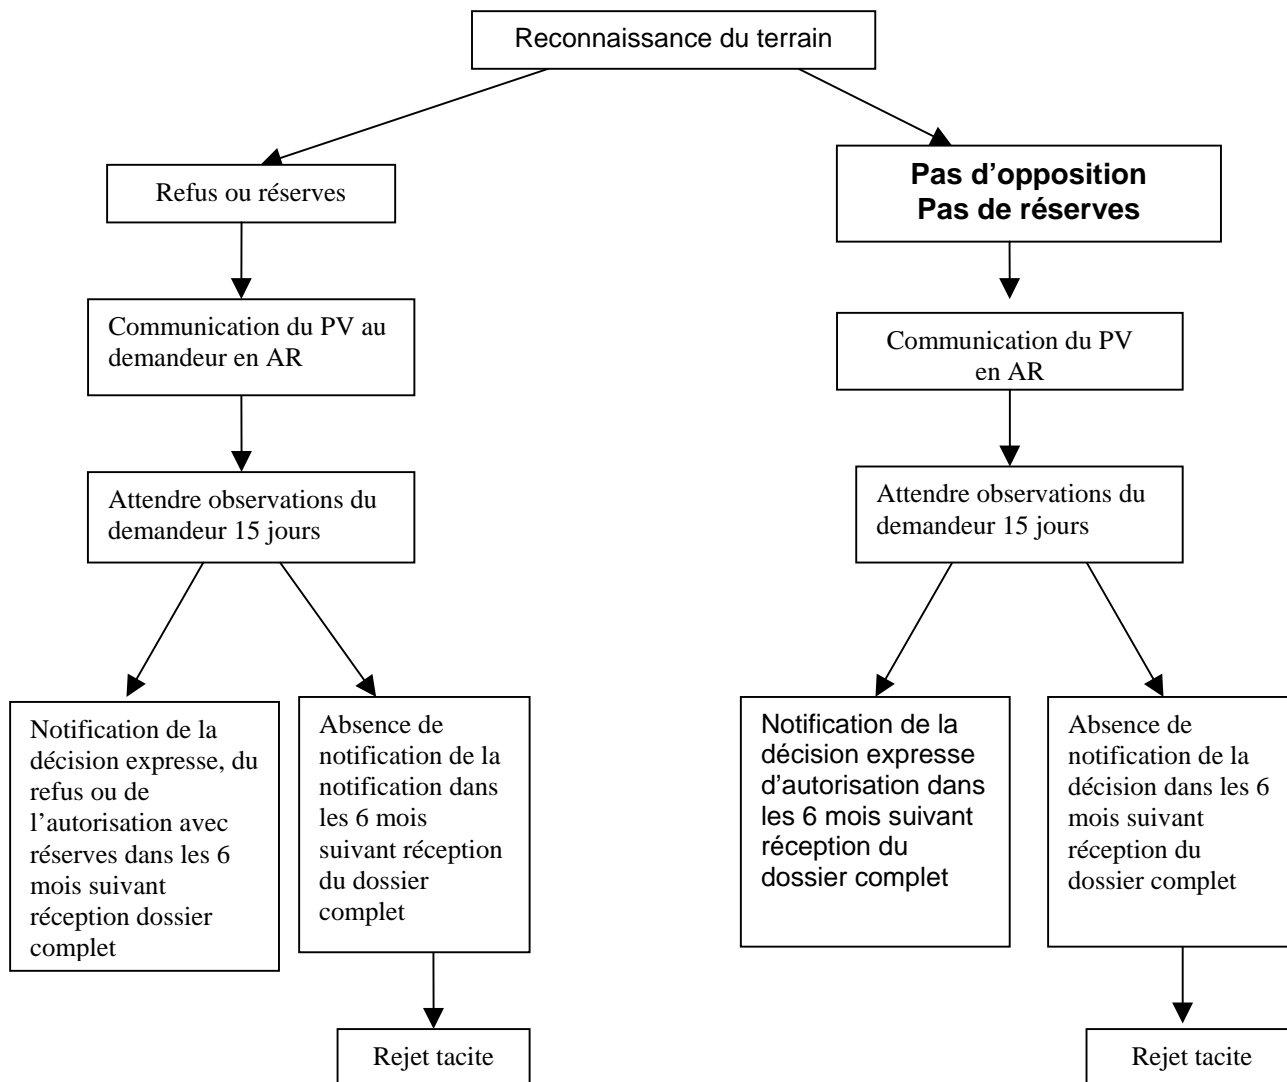 Reconnaissance du terrain
Refus ou réserves
Pas d’opposition
Pas de réserves
Communication du PV au
demandeur en AR
Communication du PV
en AR
Attendre observations du
demandeur 15 jours
Attendre observations du
demandeur 15 jours
Notification de la
décision expresse, du
refus ou de
l’autorisation avec
réserves dans les 6
mois suivant
réception dossier
complet
Absence de
notification de la
notification dans
les 6 mois
suivant réception
du dossier
complet
Notification de la
décision expresse
d’autorisation dans
les 6 mois suivant
réception du
dossier complet
Absence de
notification de la
décision dans les 6
mois suivant
réception du
dossier complet
Rejet tacite
Rejet tacite